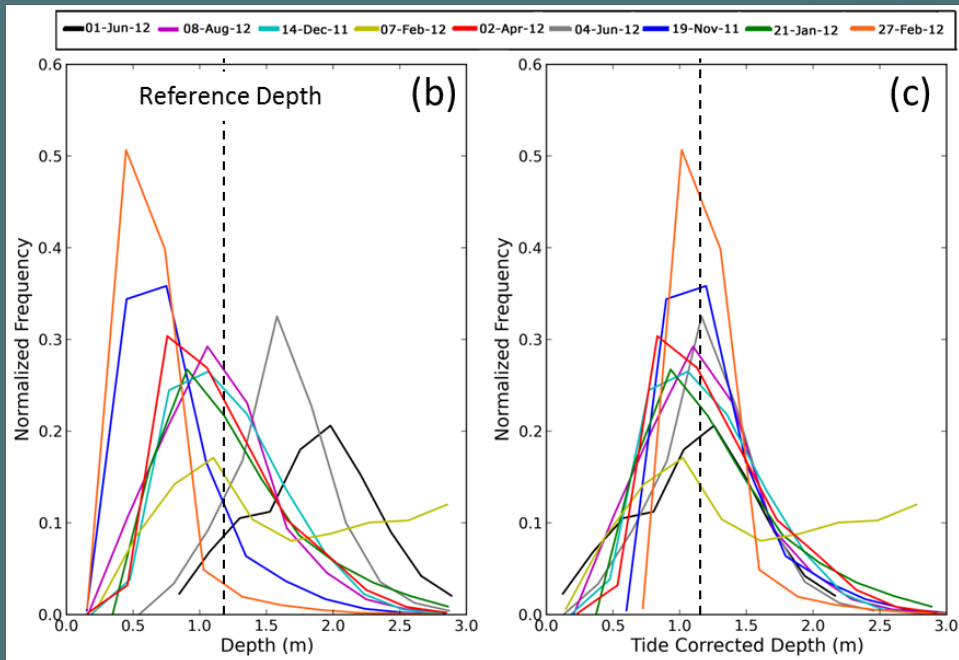 01-Jun-12 08-Aug-12 14-Dec-11 07-Feb-12 02-Apr-12 04-Jun-12 19-Nov-11 21-Jan-12 27-Feb-12
Reference Depth
(b)
(c)
0.6
0.5
0.4
0.3
0.2
0.1
0.0
Normalized Frequency
0.0 0.5 1.0 1.5 2.0 2.5 3.0
Depth (m)
0.6
0.5
0.4
0.3
0.2
0.1
0.0
Normalized Frequency
0.0 0.5 1.0 1.5 2.0 2.5 3.0
Tide Corrected Depth (m)